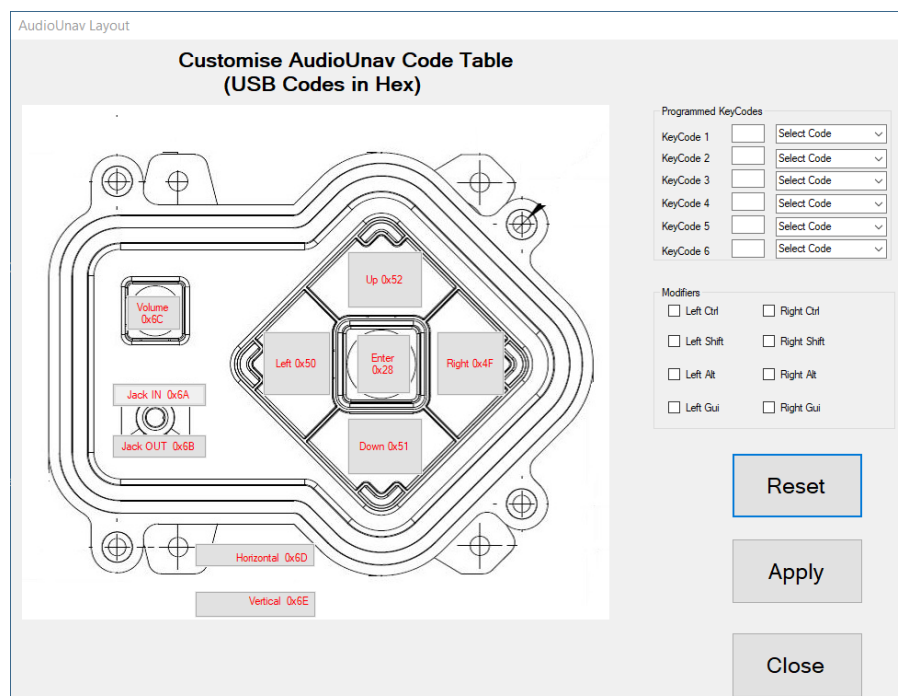 AudioUnav Layout
Customise AudioUnav Code Table
(USB Codes in Hex)
Up 0x52
Volume
0x6C
Left 0x50
Enter
0x28
Right 0x4F
Jack IN 0x6A
Jack OUT 0x6B
Down 0x51
Horizontal 0x6D
Vertical 0x6E
Programmed KeyCodes
KeyCode 1 Select Code
KeyCode 2 Select Code
KeyCode 3 Select Code
KeyCode 4 Select Code
KeyCode 5 Select Code
KeyCode 6 Select Code
Modifiers
Left Ctrl Right Ctrl
Left Shift Right Shift
Left Alt Right Alt
Left Gui Right Gui
Reset
Apply
Close